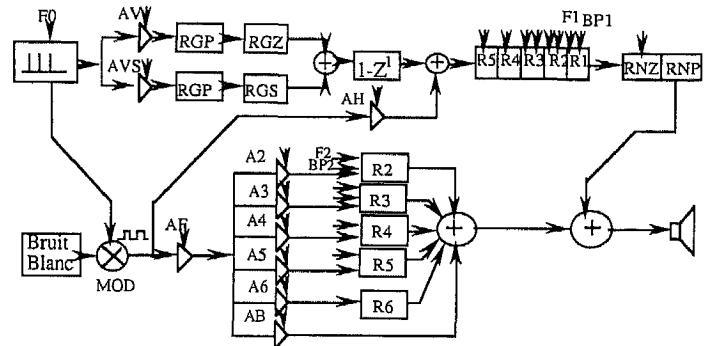 F0
AV
RGP
RGZ
AVS
RGP
RGS
+
1-Z¹
+
AH
F1 BP1
R5 R4 R3 R2 R1
RNZ RNP
A2
F2
BP2
R2
A3
R3
A4
R4
A5
R5
A6
R6
AB
AF
+
+
Bruit
Blanc
MOD